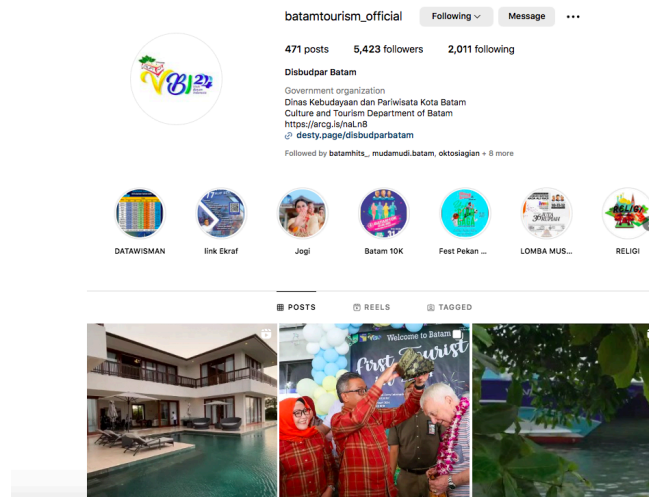 batamtourism_official Following Message
471 posts 5,423 followers 2,011 following
Disbudpar Batam
Government organization
Dinas Kebudayaan dan Pariwisata Kota Batam
Culture and Tourism Department of Batam
https://arcg.is/naLn8
desty.page/disbudparbatam
Followed by batamhits_, mudamudi.batam, oktosiagian + 8 more
VBI 24
DATAWISMAN link Ekraf Jogi Batam 10K Fest Pekan ... LOMBA MUS... RELIGI
POSTS REELS TAGGED
Welcome to Batam
First Tourist